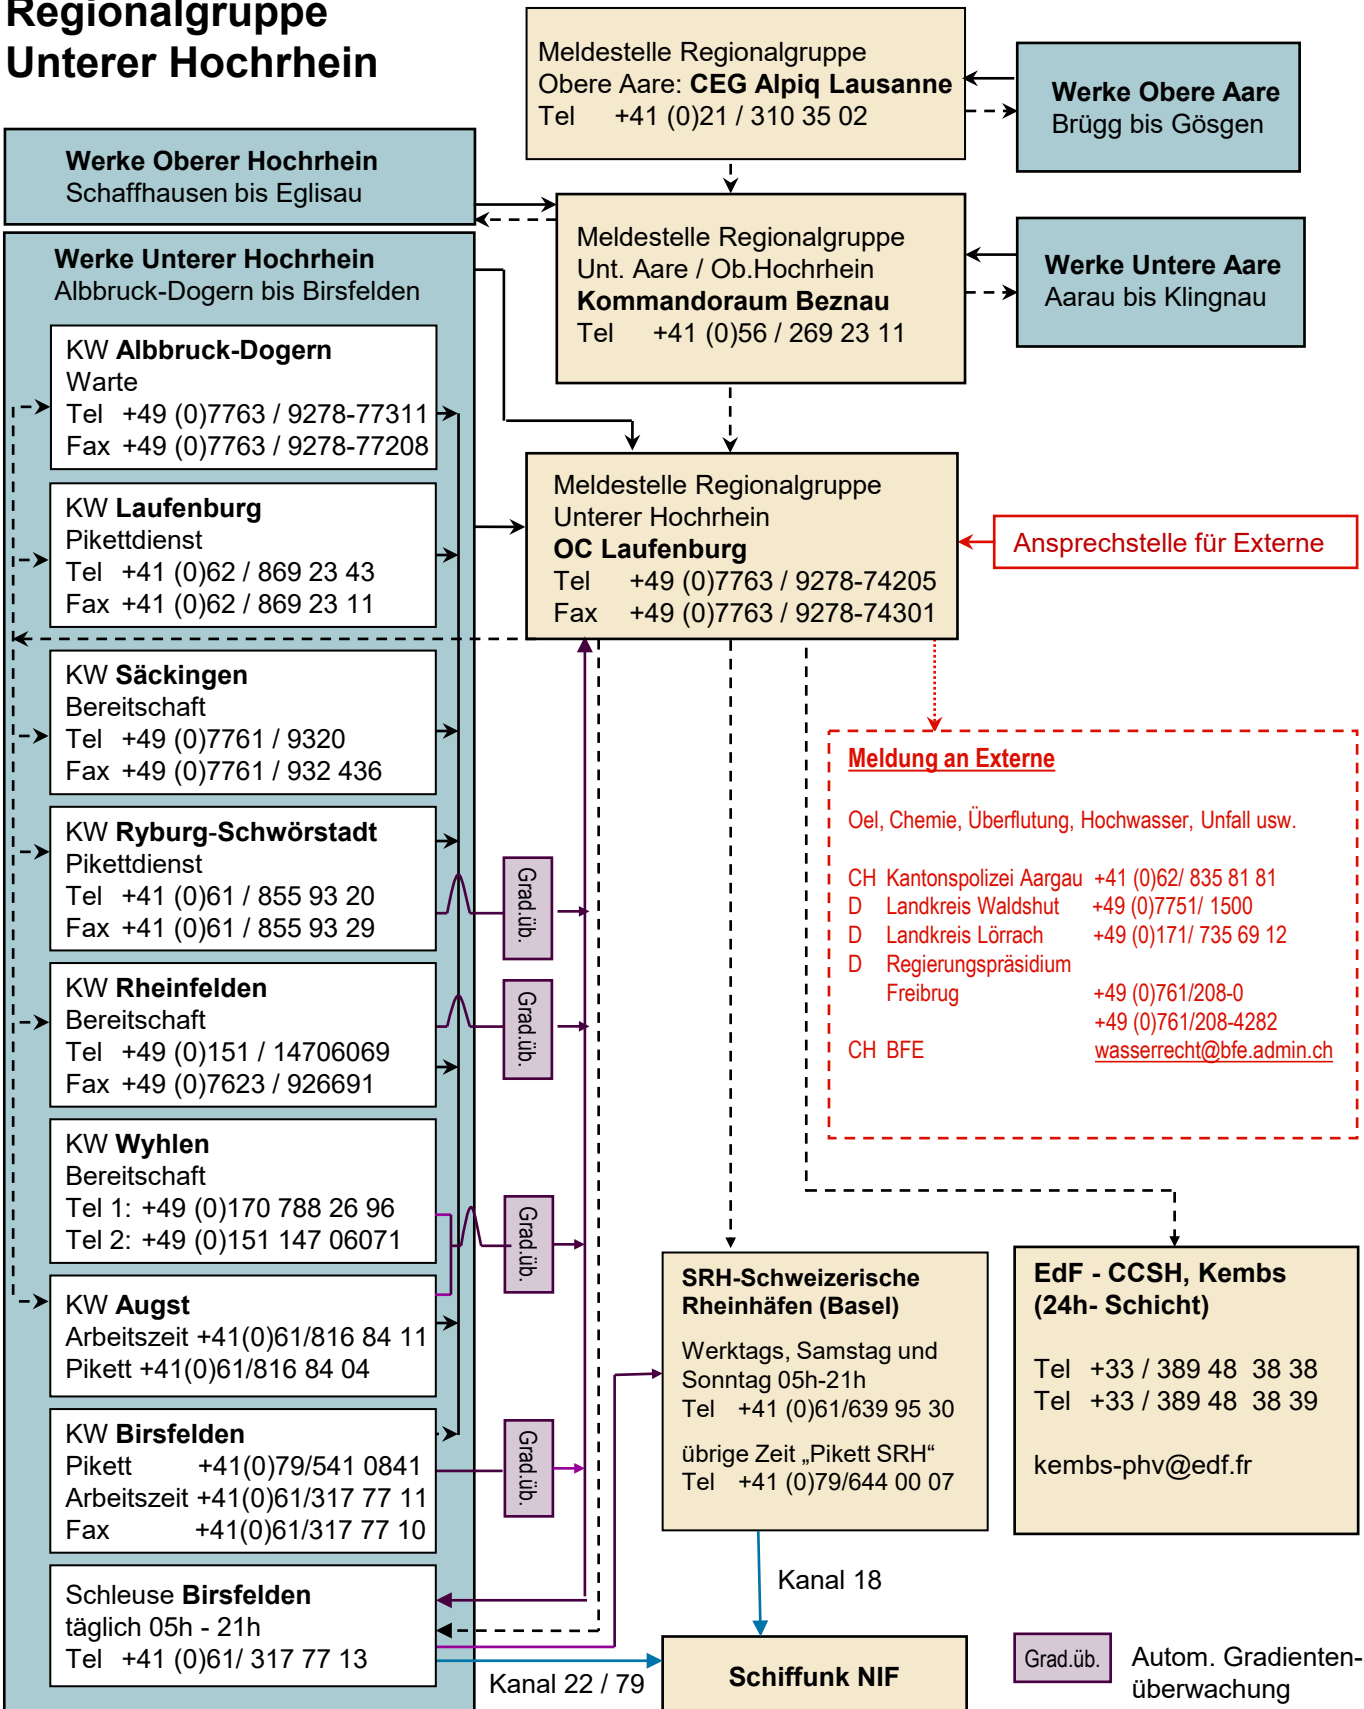 Regionalgruppe
Unterer Hochrhein
Meldestelle Regionalgruppe
Obere Aare: CEG Alpiq Lausanne
Tel +41 (0)21 / 310 35 02
Werke Obere Aare
Brügg bis Gösgen
Werke Oberer Hochrhein
Schaffhausen bis Eglisau
Meldestelle Regionalgruppe
Unt. Aare / Ob.Hochrhein
Kommandoraum Beznau
Tel +41 (0)56 / 269 23 11
Werke Untere Aare
Aarau bis Klingnau
Werke Unterer Hochrhein
Albbruck-Dogern bis Birsfelden
KW Albbruck-Dogern
Warte
Tel +49 (0)7763 / 9278-77311
Fax +49 (0)7763 / 9278-77208
KW Laufenburg
Pikettdienst
Tel +41 (0)62 / 869 23 43
Fax +41 (0)62 / 869 23 11
Meldestelle Regionalgruppe
Unterer Hochrhein
OC Laufenburg
Tel +49 (0)7763 / 9278-74205
Fax +49 (0)7763 / 9278-74301
Ansprechstelle für Externe
KW Säckingen
Bereitschaft
Tel +49 (0)7761 / 9320
Fax +49 (0)7761 / 932 436
KW Ryburg-Schwörstadt
Pikettdienst
Tel +41 (0)61 / 855 93 20
Fax +41 (0)61 / 855 93 29
Grad.üb.
KW Rheinfelden
Bereitschaft
Tel +49 (0)151 / 14706069
Fax +49 (0)7623 / 926691
Grad.üb.
Meldung an Externe
Oel, Chemie, Überflutung, Hochwasser, Unfall usw.
CH Kantonspolizei Aargau +41 (0)62/ 835 81 81
D Landkreis Waldshut +49 (0)7751/ 1500
D Landkreis Lörrach +49 (0)171/ 735 69 12
D Regierungspräsidium
Freibrug +49 (0)761/208-0
+49 (0)761/208-4282
CH BFE wasserrecht@bfe.admin.ch
KW Wyhlen
Bereitschaft
Tel 1: +49 (0)170 788 26 96
Tel 2: +49 (0)151 147 06071
Grad.üb.
KW Augst
Arbeitszeit +41(0)61/816 84 11
Pikett +41(0)61/816 84 04
KW Birsfelden
Pikett +41(0)79/541 0841
Arbeitszeit +41(0)61/317 77 11
Fax +41(0)61/317 77 10
Grad.üb.
Schleuse Birsfelden
täglich 05h - 21h
Tel +41 (0)61/ 317 77 13
SRH-Schweizerische
Rheinhäfen (Basel)
Werktags, Samstag und
Sonntag 05h-21h
Tel +41 (0)61/639 95 30
übrige Zeit „Pikett SRH“
Tel +41 (0)79/644 00 07
EdF - CCSH, Kembs
(24h- Schicht)
Tel +33 / 389 48 38 38
Tel +33 / 389 48 38 39
kembs-phv@edf.fr
Kanal 18
Kanal 22 / 79
Schiffunk NIF
Grad.üb.
Autom. Gradienten-
überwachung